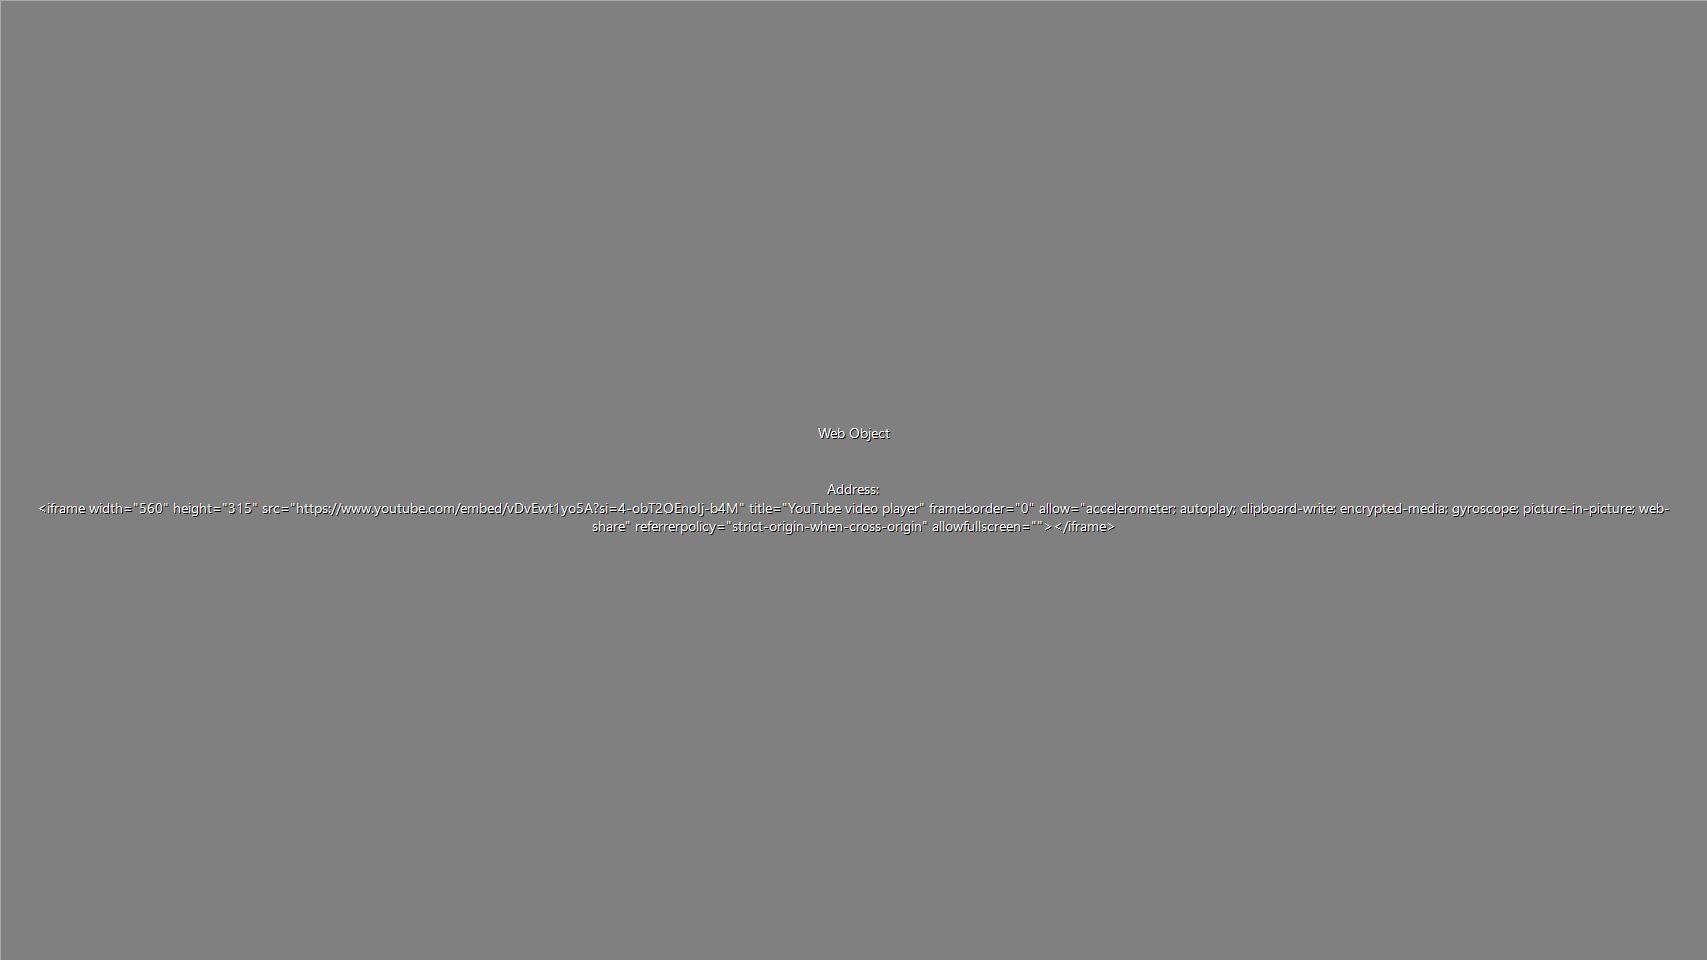 Web Object
Address:
<iframe width="560" height="315" src="https://www.youtube.com/embed/vDvEwt1yo5A?si=4-obT2OEnoIj-b4M" title="YouTube video player" frameborder="0" allow="accelerometer; autoplay; clipboard-write; encrypted-media; gyroscope; picture-in-picture; web-
share" referrerpolicy="strict-origin-when-cross-origin" allowfullscreen=""></iframe>